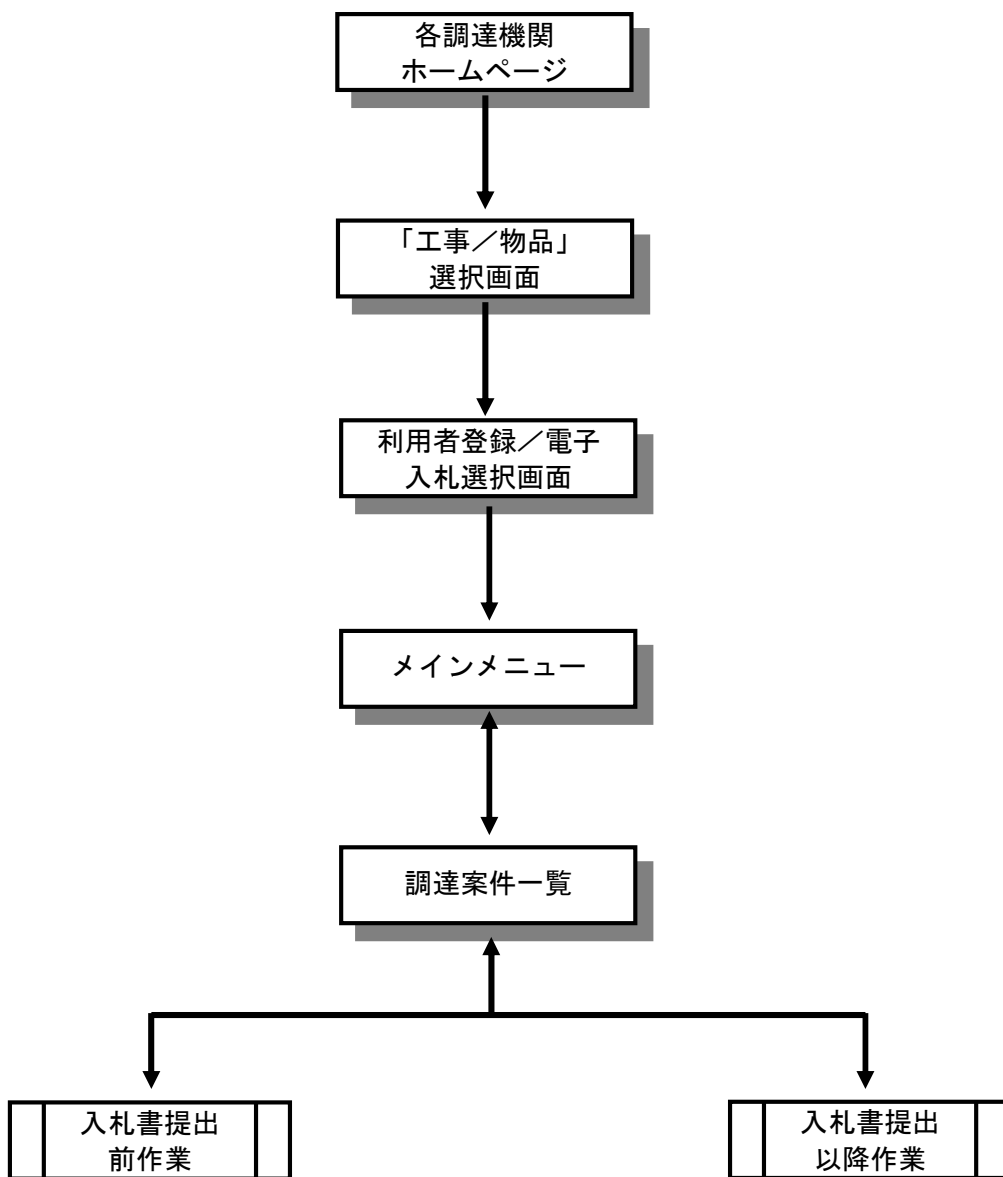 各調達機関
ホームページ
「工事／物品」
選択画面
利用者登録／電子
入札選択画面
メインメニュー
調達案件一覧
入札書提出
前作業
入札書提出
以降作業